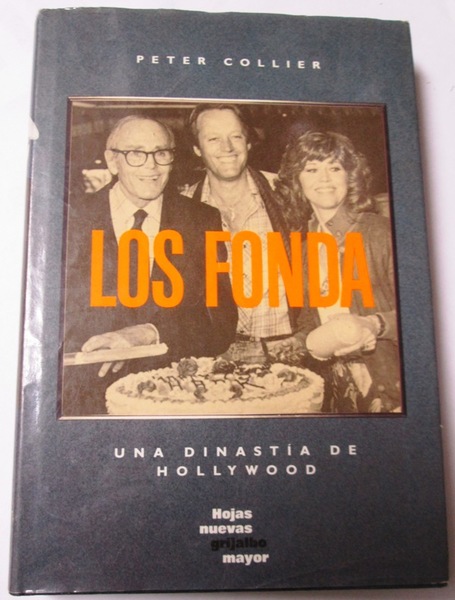 PETER COLLIER
LOS FONDA
UNA DINASTÍA DE
HOLLYWOOD
Hojas
nuevas
grijalbo
mayor